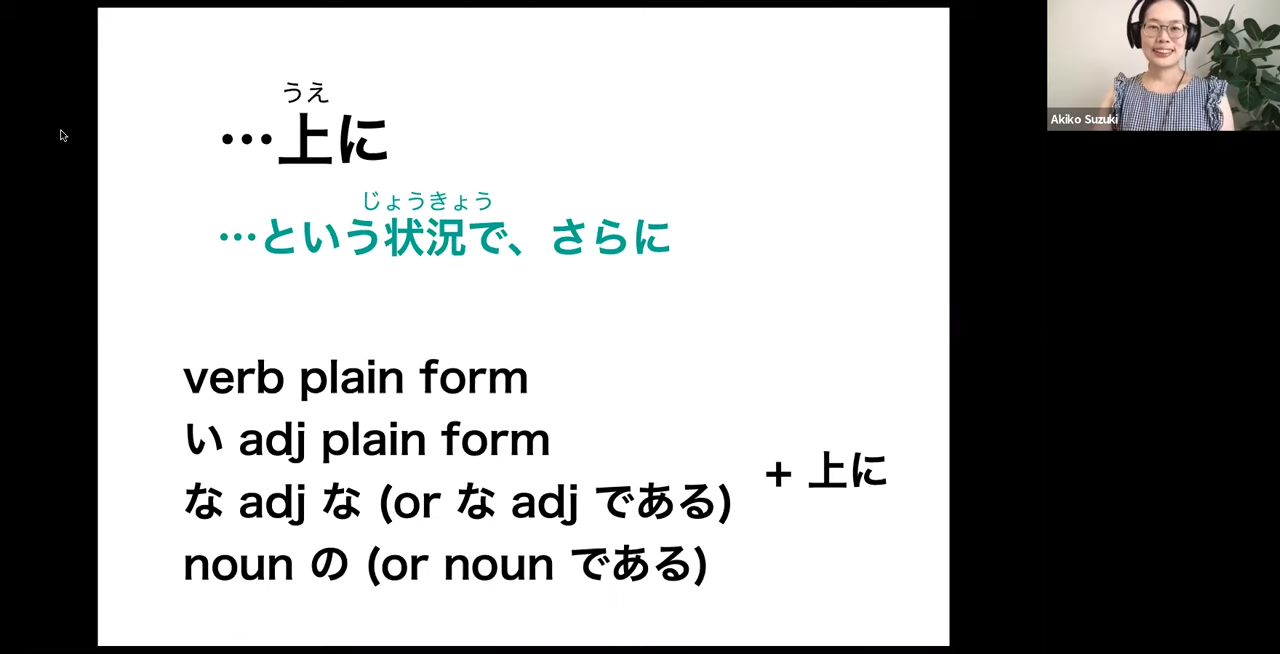 うえ
…上に
じょうきょう
…という状況で、さらに
verb plain form
い adj plain form
な adj な (or な adj である)
noun の (or noun である)
+ 上に
Akiko Suzuki